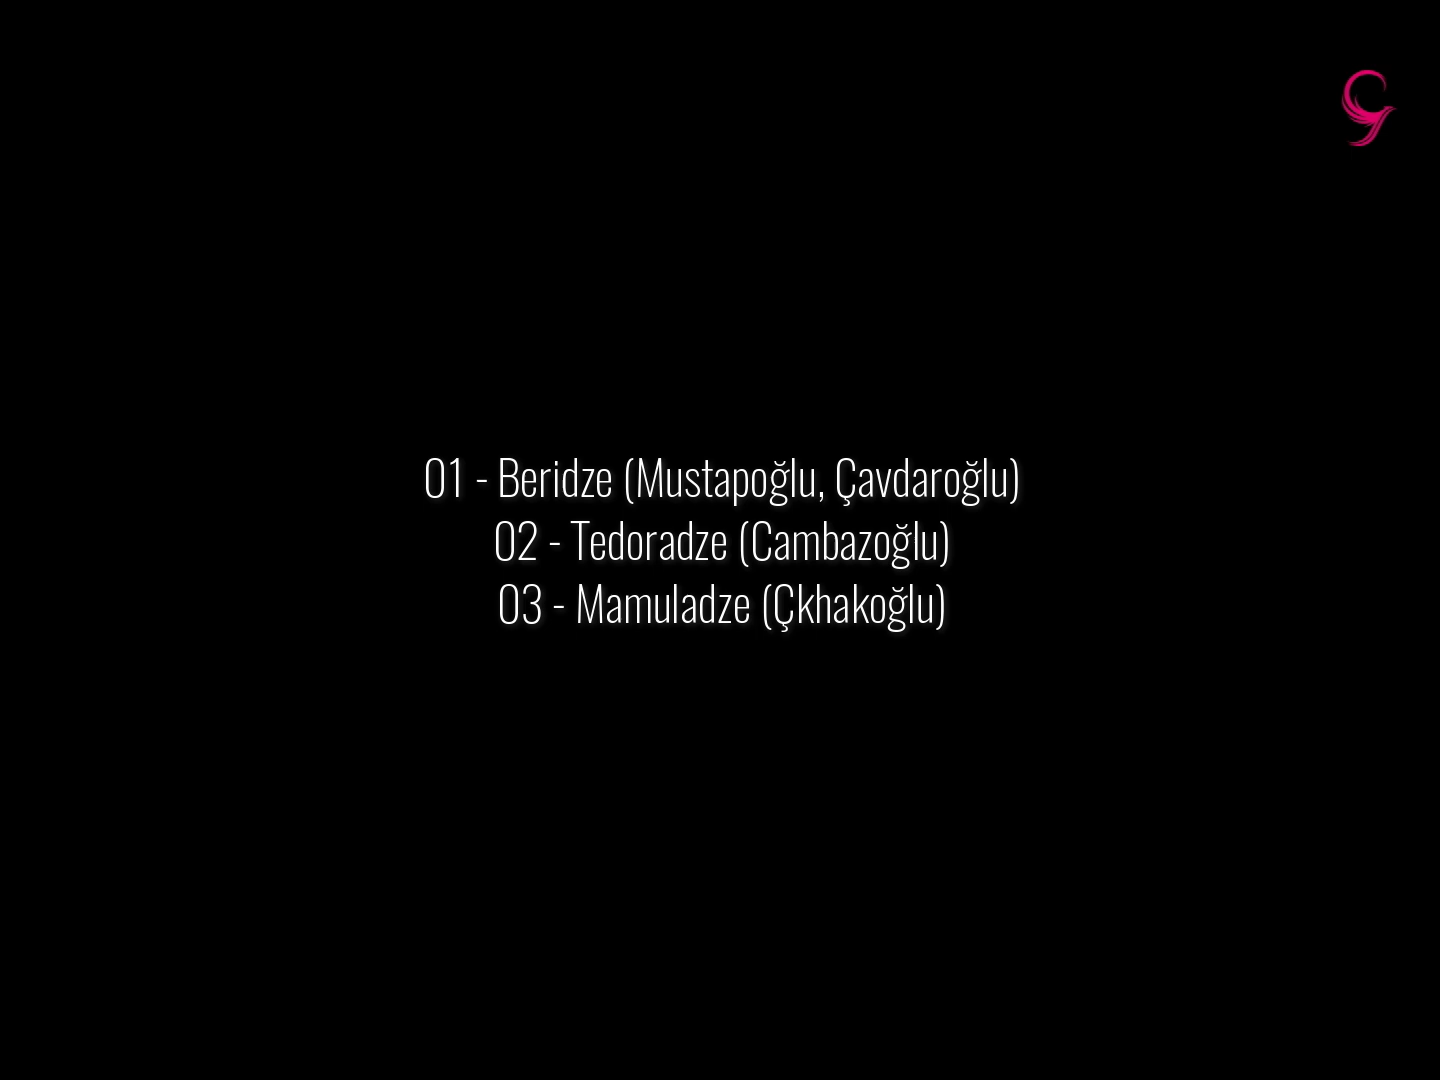 01 - Beridze (Mustapoğlu, Çavdaroğlu)
02 - Tedoradze (Cambazoğlu)
03 - Mamuladze (Çkhakoğlu)